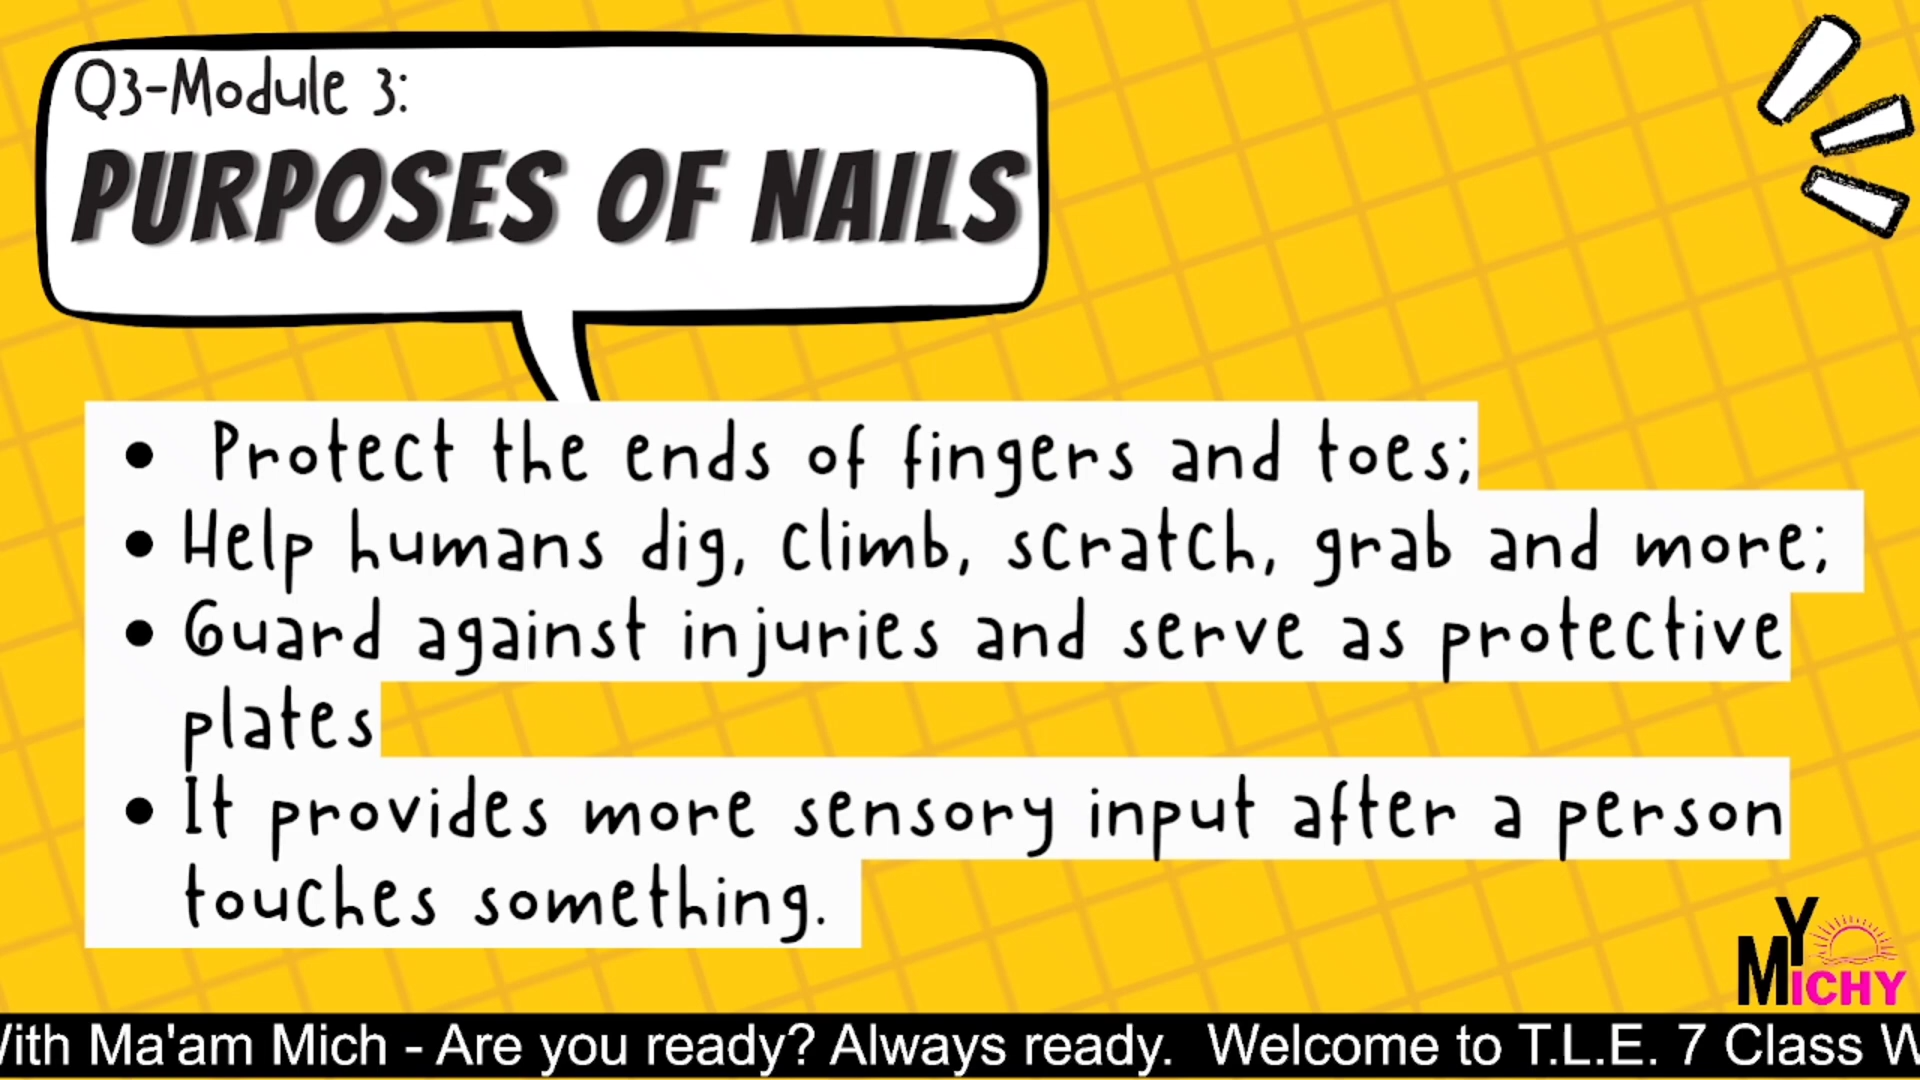 Q3-Module 3:
PURPOSES OF NAILS
• Protect the ends of fingers and toes;
• Help humans dig, climb, scratch, grab and more;
• Guard against injuries and serve as protective
plates
• It provides more sensory input after a person
touches something.
MY
MICHY
With Ma'am Mich - Are you ready? Always ready. Welcome to T.L.E. 7 Class W